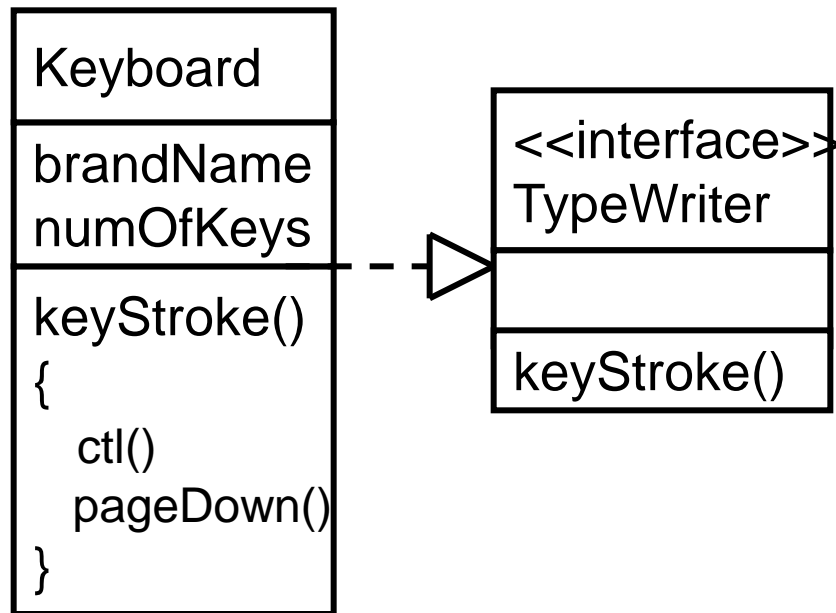 Keyboard
brandName
numOfKeys
keyStroke()
{
ctl()
pageDown()
}
<<interface>>
TypeWriter
keyStroke()